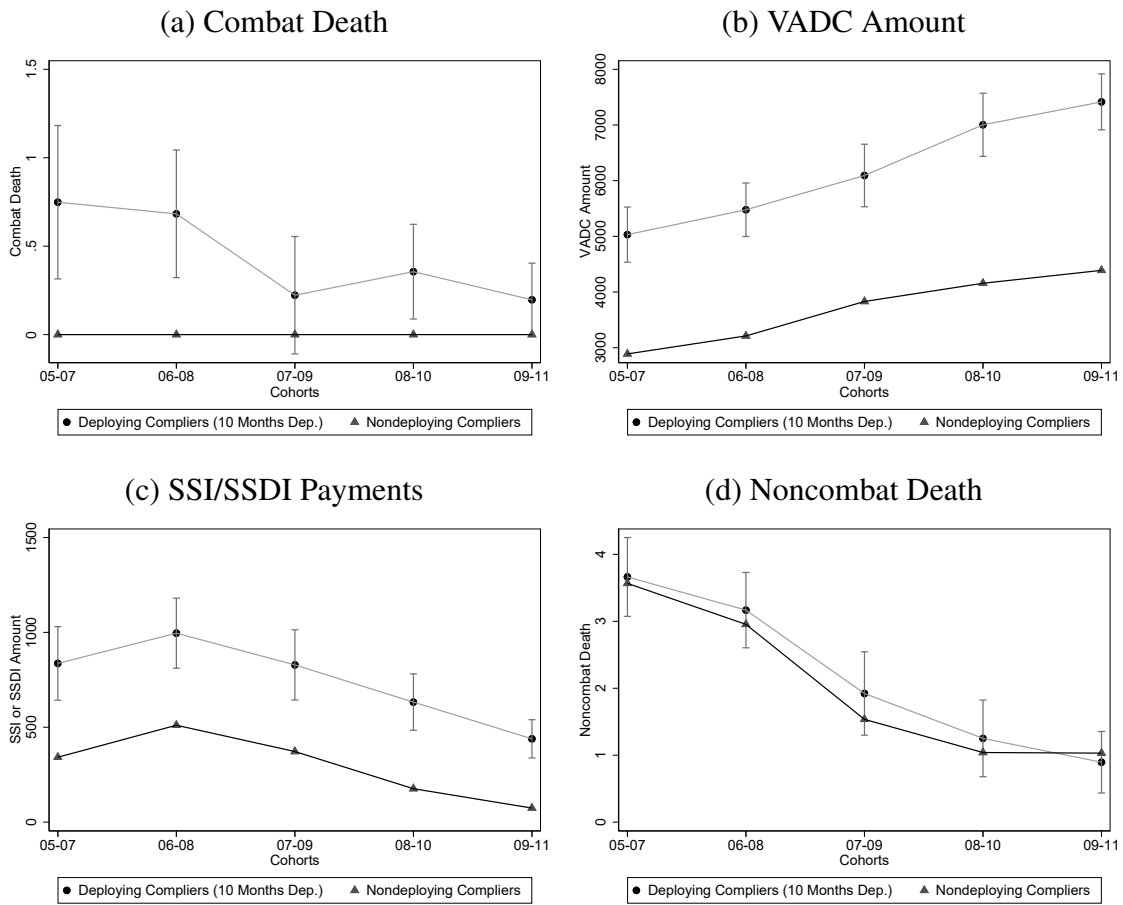 (a) Combat Death
Combat Death
1.5
1
.5
0
05-07 06-08 07-09 08-10 09-11
Cohorts
Deploying Compliers (10 Months Dep.) Nondeploying Compliers
(b) VADC Amount
VADC Amount
8000
7000
6000
5000
4000
3000
05-07 06-08 07-09 08-10 09-11
Cohorts
Deploying Compliers (10 Months Dep.) Nondeploying Compliers
(c) SSI/SSDI Payments
SSI or SSDI Amount
1500
1000
500
0
05-07 06-08 07-09 08-10 09-11
Cohorts
Deploying Compliers (10 Months Dep.) Nondeploying Compliers
(d) Noncombat Death
Noncombat Death
4
3
2
1
0
05-07 06-08 07-09 08-10 09-11
Cohorts
Deploying Compliers (10 Months Dep.) Nondeploying Compliers